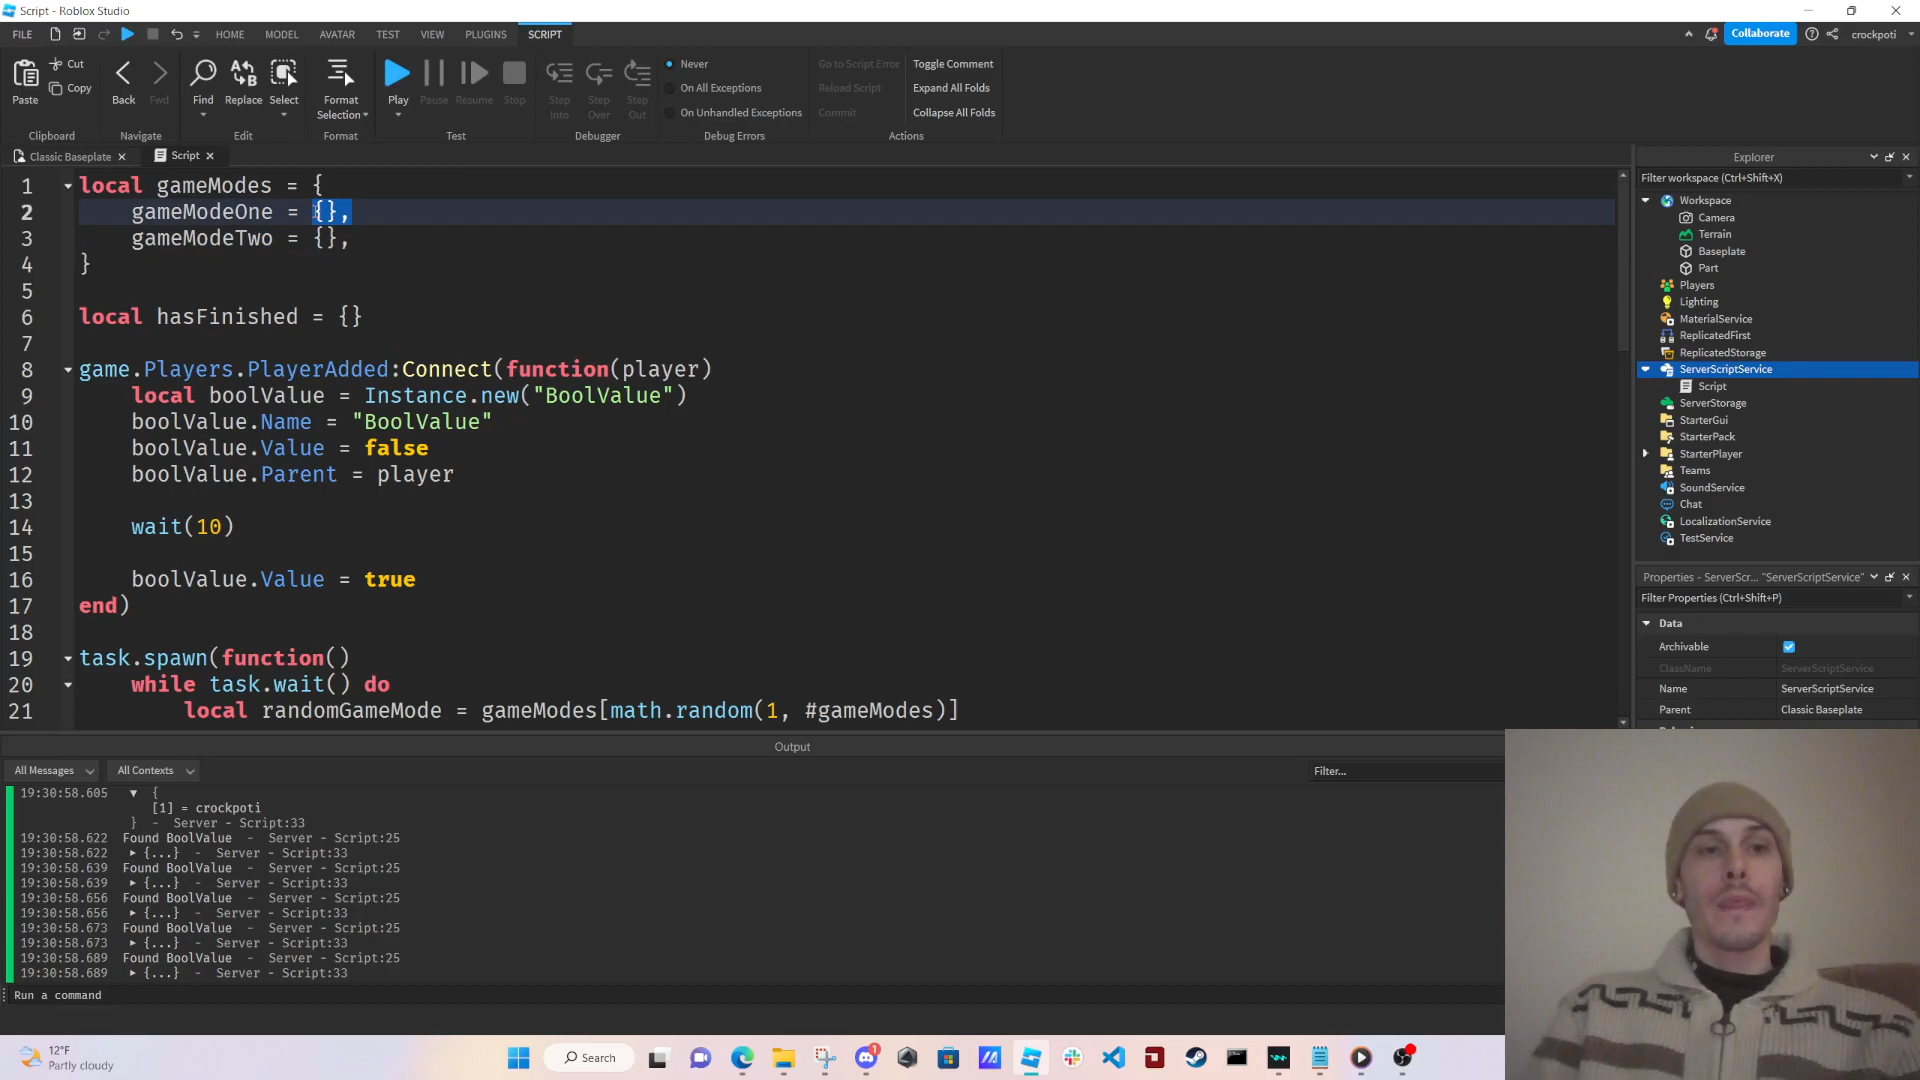 Script - Roblox Studio
FILE HOME MODEL AVATAR TEST VIEW PLUGINS SCRIPT Collaborate crockpoti
Paste Cut Copy
Back Fwd Find Replace Select Format Selection Play Pause Resume Stop Step Into Step Over Step Out
Never
On All Exceptions
On Unhandled Exceptions
Go to Script Error
Reload Script
Commit
Toggle Comment
Expand All Folds
Collapse All Folds
Clipboard Navigate Edit Format Test Debugger Debug Errors Actions
Classic Baseplate Script
1 local gameModes = {
2 gameModeOne = {},
3 gameModeTwo = {},
4 }
5
6 local hasFinished = {}
7
8 game.Players.PlayerAdded:Connect(function(player)
9 local boolValue = Instance.new("BoolValue")
10 boolValue.Name = "BoolValue"
11 boolValue.Value = false
12 boolValue.Parent = player
13
14 wait(10)
15
16 boolValue.Value = true
17 end)
18
19 task.spawn(function()
20 while task.wait() do
21 local randomGameMode = gameModes[math.random(1, #gameModes)]
Explorer
Filter workspace (Ctrl+Shift+X)
Workspace
Camera
Terrain
Baseplate
Part
Players
Lighting
MaterialService
ReplicatedFirst
ReplicatedStorage
ServerScriptService
Script
ServerStorage
StarterGui
StarterPack
StarterPlayer
Teams
SoundService
Chat
LocalizationService
TestService
Properties - ServerScr... "ServerScriptService"
Filter Properties (Ctrl+Shift+P)
Data
Archivable
ClassName ServerScriptService
Name ServerScriptService
Parent Classic Baseplate
Output
All Messages All Contexts Filter...
19:30:58.605 ▼ {
[1] = crockpoti
} - Server - Script:33
19:30:58.622 Found BoolValue - Server - Script:25
19:30:58.622 ▶ {...} - Server - Script:33
19:30:58.639 Found BoolValue - Server - Script:25
19:30:58.639 ▶ {...} - Server - Script:33
19:30:58.656 Found BoolValue - Server - Script:25
19:30:58.656 ▶ {...} - Server - Script:33
19:30:58.673 Found BoolValue - Server - Script:25
19:30:58.673 ▶ {...} - Server - Script:33
19:30:58.689 Found BoolValue - Server - Script:25
19:30:58.689 ▶ {...} - Server - Script:33
Run a command
12°F
Partly cloudy
Search
1